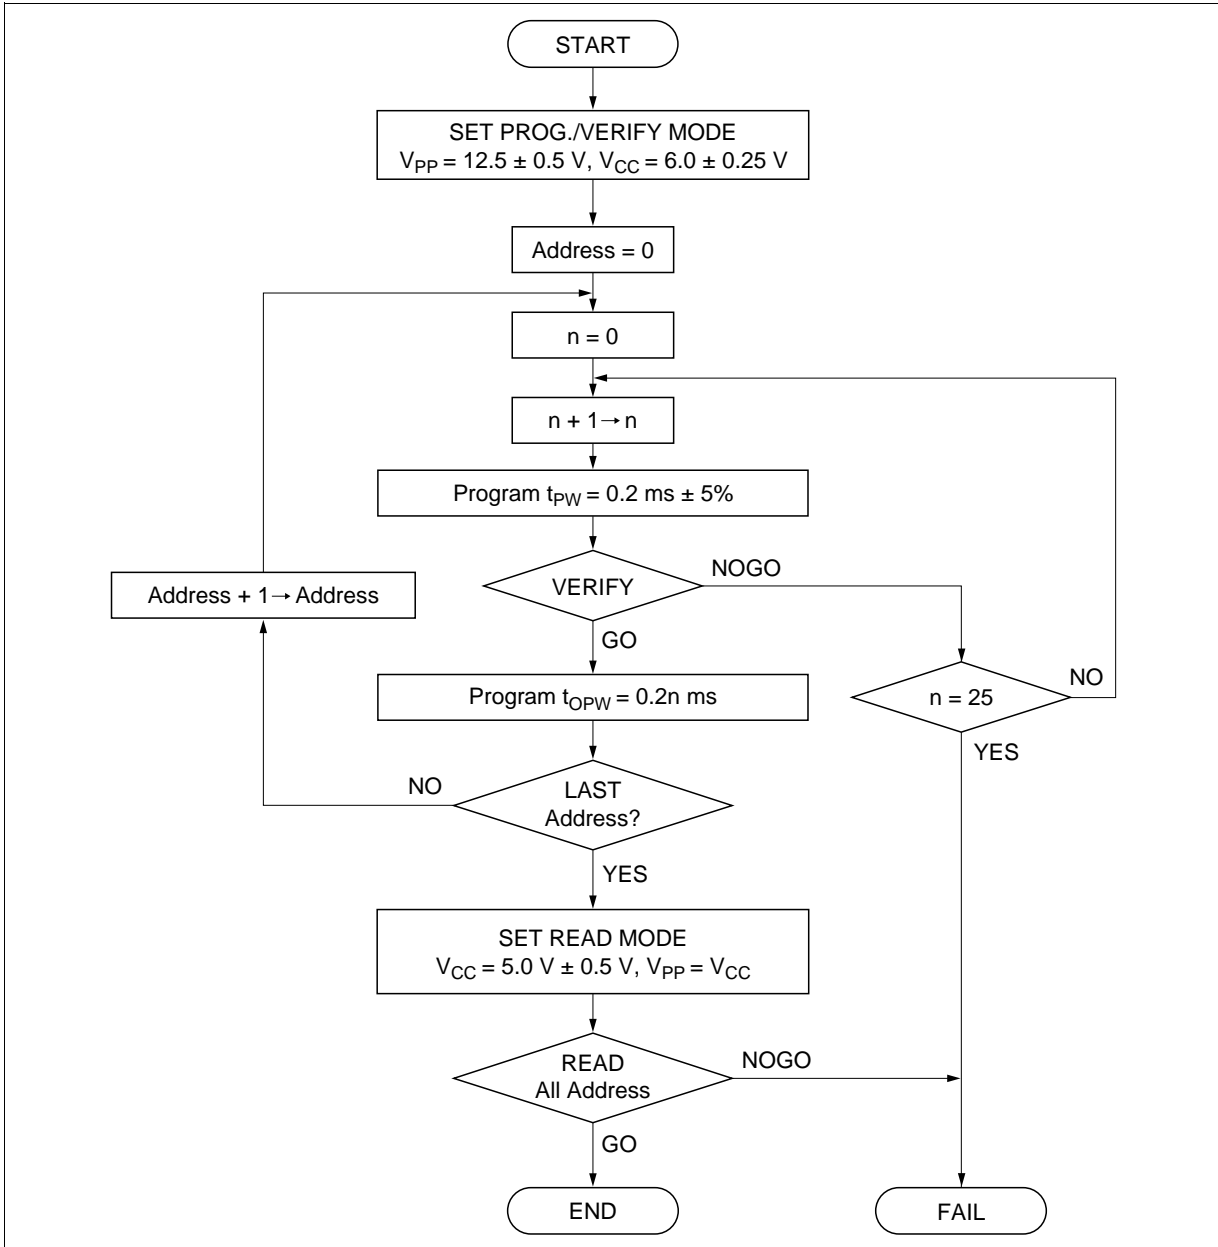 START
SET PROG./VERIFY MODE
VPP = 12.5 ± 0.5 V, VCC = 6.0 ± 0.25 V
Address = 0
n = 0
n + 1→ n
Program tPW = 0.2 ms ± 5%
VERIFY
NOGO
GO
Address + 1→ Address
Program tOPW = 0.2n ms
n = 25
NO
YES
LAST
Address?
NO
YES
SET READ MODE
VCC = 5.0 V ± 0.5 V, VPP = VCC
READ
All Address
NOGO
GO
END
FAIL